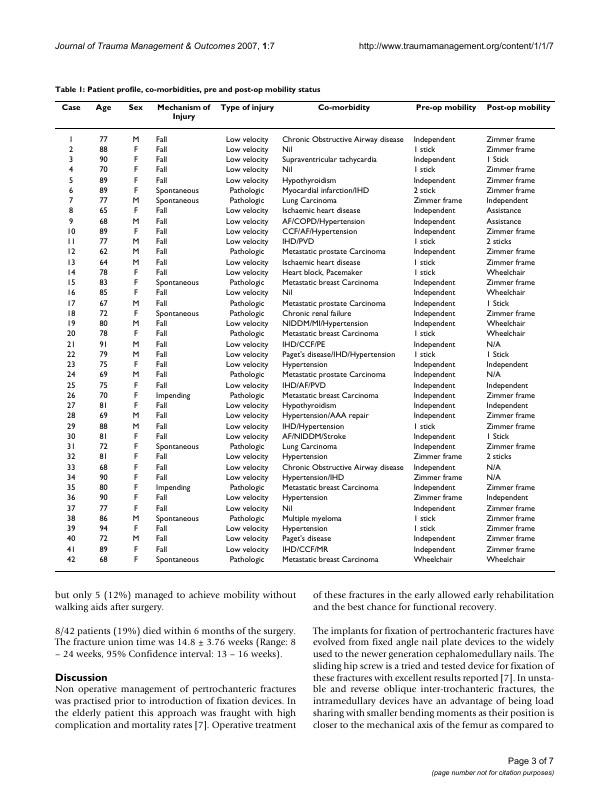 Journal of Trauma Management & Outcomes 2007, 1:7 http://www.traumamanagement.org/content/1/1/7
Table 1: Patient profile, co-morbidities, pre and post-op mobility status
Case Age Sex Mechanism of Injury Type of injury Co-morbidity Pre-op mobility Post-op mobility
1 77 M Fall Low velocity Chronic Obstructive Airway disease Independent Zimmer frame
2 88 F Fall Low velocity Nil 1 stick Zimmer frame
3 90 F Fall Low velocity Supraventricular tachycardia Independent 1 Stick
4 70 F Fall Low velocity Nil 1 stick Zimmer frame
5 89 F Fall Low velocity Hypothyroidism Independent Zimmer frame
6 89 F Spontaneous Pathologic Myocardial infarction/IHD 2 stick Zimmer frame
7 77 M Spontaneous Pathologic Lung Carcinoma Zimmer frame Independent
8 65 F Fall Low velocity Ischaemic heart disease Independent Assistance
9 68 M Fall Low velocity AF/COPD/Hypertension Independent Assistance
10 89 F Fall Low velocity CCF/AF/Hypertension Independent Zimmer frame
11 77 M Fall Low velocity IHD/PVD 1 stick 2 sticks
12 62 M Fall Pathologic Metastatic prostate Carcinoma Independent Zimmer frame
13 64 M Fall Low velocity Ischaemic heart disease 1 stick Zimmer frame
14 78 F Fall Low velocity Heart block, Pacemaker 1 stick Wheelchair
15 83 F Spontaneous Pathologic Metastatic breast Carcinoma Independent Zimmer frame
16 85 F Fall Low velocity Nil Independent Wheelchair
17 67 M Fall Pathologic Metastatic prostate Carcinoma Independent 1 Stick
18 72 F Spontaneous Pathologic Chronic renal failure Independent Zimmer frame
19 80 M Fall Low velocity NIDDM/MI/Hypertension Independent Wheelchair
20 78 F Fall Pathologic Metastatic breast Carcinoma 1 stick Wheelchair
21 91 M Fall Low velocity IHD/CCF/PE Independent N/A
22 79 M Fall Low velocity Paget's disease/IHD/Hypertension 1 stick 1 Stick
23 75 F Fall Low velocity Hypertension Independent Independent
24 69 M Fall Pathologic Metastatic prostate Carcinoma Independent N/A
25 75 F Fall Low velocity IHD/AF/PVD Independent Independent
26 70 F Impending Pathologic Metastatic breast Carcinoma Independent Zimmer frame
27 81 F Fall Low velocity Hypothyroidism Independent Independent
28 69 M Fall Low velocity Hypertension/AAA repair Independent Zimmer frame
29 88 M Fall Low velocity IHD/Hypertension 1 stick Zimmer frame
30 81 F Fall Low velocity AF/NIDDM/Stroke Independent 1 Stick
31 72 F Spontaneous Pathologic Lung Carcinoma Independent Zimmer frame
32 81 F Fall Low velocity Hypertension Zimmer frame 2 sticks
33 68 F Fall Low velocity Chronic Obstructive Airway disease Independent N/A
34 90 F Fall Low velocity Hypertension/IHD Zimmer frame N/A
35 80 F Impending Pathologic Metastatic breast Carcinoma Independent Zimmer frame
36 90 F Fall Low velocity Hypertension Zimmer frame Independent
37 77 F Fall Low velocity Nil Independent Zimmer frame
38 86 M Spontaneous Pathologic Multiple myeloma 1 stick Zimmer frame
39 94 F Fall Low velocity Hypertension 1 stick Zimmer frame
40 72 M Fall Low velocity Paget's disease Independent Zimmer frame
41 89 F Fall Low velocity IHD/CCF/MR Independent Zimmer frame
42 68 F Spontaneous Pathologic Metastatic breast Carcinoma Wheelchair Wheelchair
but only 5 (12%) managed to achieve mobility without
walking aids after surgery.
8/42 patients (19%) died within 6 months of the surgery.
The fracture union time was 14.8 ± 3.76 weeks (Range: 8
– 24 weeks, 95% Confidence interval: 13 – 16 weeks).
Discussion
Non operative management of pertrochanteric fractures
was practised prior to introduction of fixation devices. In
the elderly patient this approach was fraught with high
complication and mortality rates [7]. Operative treatment
of these fractures in the early allowed early rehabilitation
and the best chance for functional recovery.
The implants for fixation of pertrochanteric fractures have
evolved from fixed angle nail plate devices to the widely
used to the newer generation cephalomedullary nails. The
sliding hip screw is a tried and tested device for fixation of
these fractures with excellent results reported [7]. In unsta-
ble and reverse oblique inter-trochanteric fractures, the
intramedullary devices have an advantage of being load
sharing with smaller bending moments as their position is
closer to the mechanical axis of the femur as compared to
Page 3 of 7
(page number not for citation purposes)